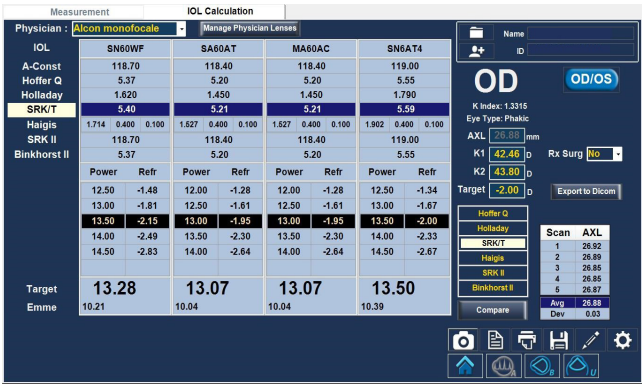 Measurement IOL Calculation
Physician : Alcon monofocale Manage Physician Lenses
IOL SN60WF SA60AT MA60AC SN6AT4
A-Const 118.70 118.40 118.40 119.00
Hoffer Q 5.37 5.20 5.20 5.55
Holladay 1.620 1.450 1.450 1.790
SRK/T 5.40 5.21 5.21 5.59
Haigis 1.714 0.400 0.100 1.527 0.400 0.100 1.527 0.400 0.100 1.902 0.400 0.100
SRK II 118.70 118.40 118.40 119.00
Binkhorst II 5.37 5.20 5.20 5.55
Power Refr Power Refr Power Refr Power Refr
12.50 -1.48 12.00 -1.28 12.00 -1.28 12.50 -1.34
13.00 -1.81 12.50 -1.61 12.50 -1.61 13.00 -1.67
13.50 -2.15 13.00 -1.95 13.00 -1.95 13.50 -2.00
14.00 -2.49 13.50 -2.30 13.50 -2.30 14.00 -2.33
14.50 -2.83 14.00 -2.64 14.00 -2.64 14.50 -2.67
Target 13.28 13.07 13.07 13.50
Emme 10.21 10.04 10.04 10.39
Name
ID
OD OD/OS
K Index: 1.3315
Eye Type: Phakic
AXL 26.88 mm
K1 42.46 D Rx Surg No
K2 43.80 D
Target -2.00 D Export to Dicom
Hoffer Q
Holladay
SRK/T
Haigis
SRK II
Binkhorst II
Compare
Scan AXL
1 26.92
2 26.89
3 26.85
4 26.85
5 26.87
Avg 26.88
Dev 0.03
A B U